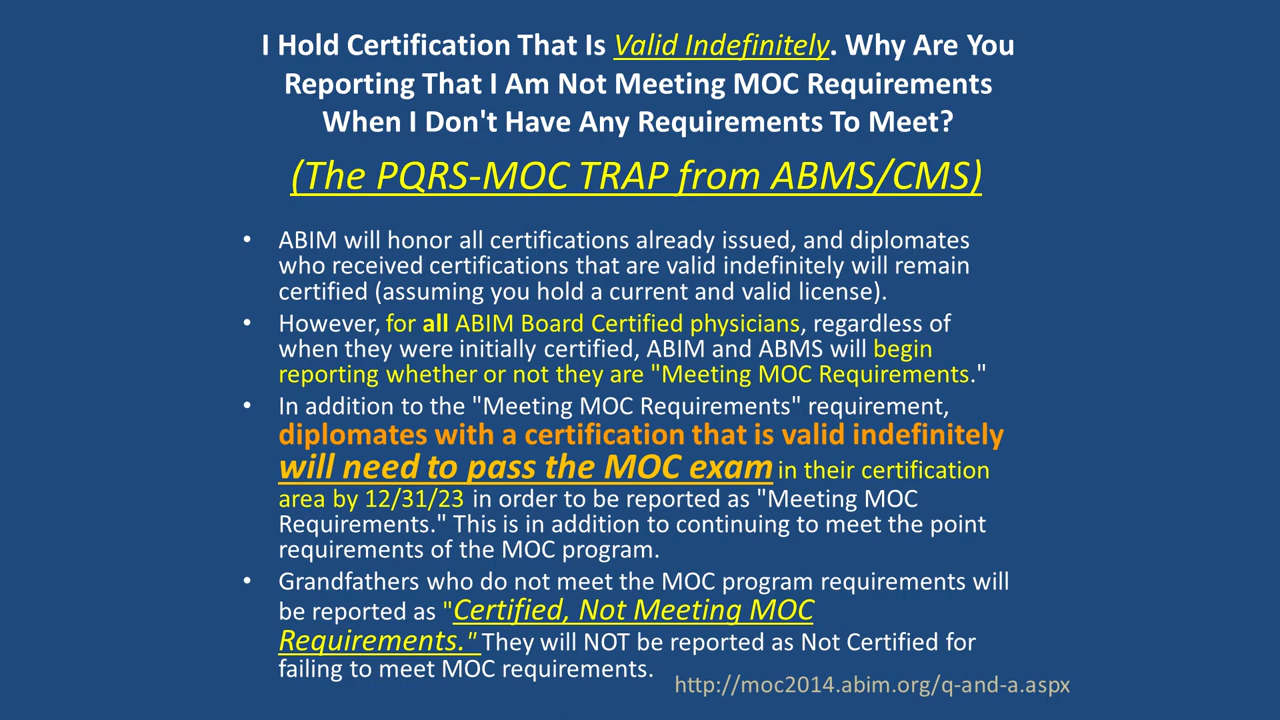 I Hold Certification That Is Valid Indefinitely. Why Are You
Reporting That I Am Not Meeting MOC Requirements
When I Don't Have Any Requirements To Meet?
(The PQRS-MOC TRAP from ABMS/CMS)
• ABIM will honor all certifications already issued, and diplomates
who received certifications that are valid indefinitely will remain
certified (assuming you hold a current and valid license).
• However, for all ABIM Board Certified physicians, regardless of
when they were initially certified, ABIM and ABMS will begin
reporting whether or not they are "Meeting MOC Requirements."
• In addition to the "Meeting MOC Requirements" requirement,
diplomates with a certification that is valid indefinitely
will need to pass the MOC exam in their certification
area by 12/31/23 in order to be reported as "Meeting MOC
Requirements." This is in addition to continuing to meet the point
requirements of the MOC program.
• Grandfathers who do not meet the MOC program requirements will
be reported as "Certified, Not Meeting MOC
Requirements." They will NOT be reported as Not Certified for
failing to meet MOC requirements.
http://moc2014.abim.org/q-and-a.aspx